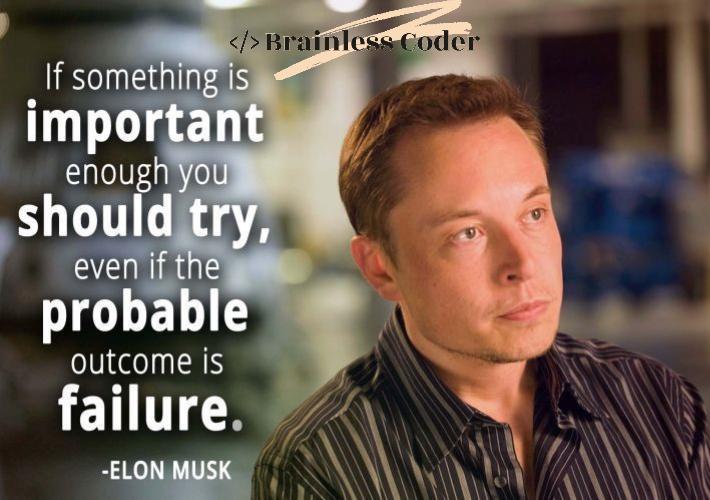 </> Brainless Coder
If something is
important
enough you
should try,
even if the
probable
outcome is
failure.
-ELON MUSK